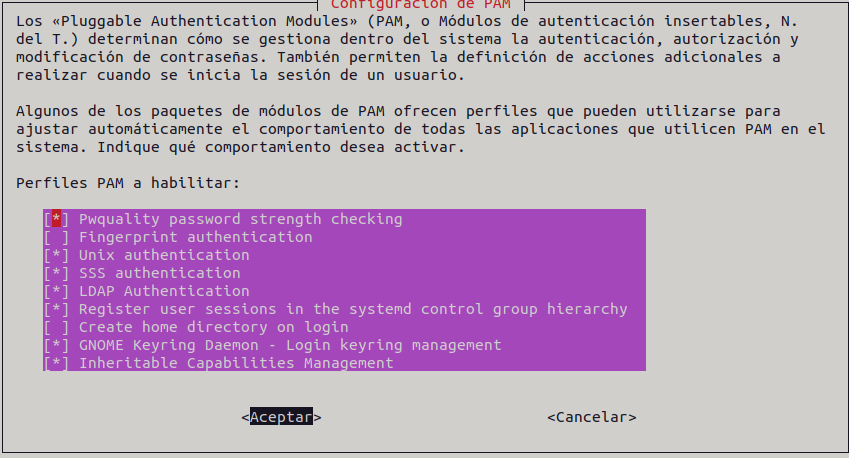 Configuración de PAM
Los «Pluggable Authentication Modules» (PAM, o Módulos de autenticación insertables, N.
del T.) determinan cómo se gestiona dentro del sistema la autenticación, autorización y
modificación de contraseñas. También permiten la definición de acciones adicionales a
realizar cuando se inicia la sesión de un usuario.
Algunos de los paquetes de módulos de PAM ofrecen perfiles que pueden utilizarse para
ajustar automáticamente el comportamiento de todas las aplicaciones que utilicen PAM en el
sistema. Indique qué comportamiento desea activar.
Perfiles PAM a habilitar:
[*] Pwquality password strength checking
[ ] Fingerprint authentication
[*] Unix authentication
[*] SSS authentication
[*] LDAP Authentication
[*] Register user sessions in the systemd control group hierarchy
[ ] Create home directory on login
[*] GNOME Keyring Daemon - Login keyring management
[*] Inheritable Capabilities Management
<Aceptar> <Cancelar>